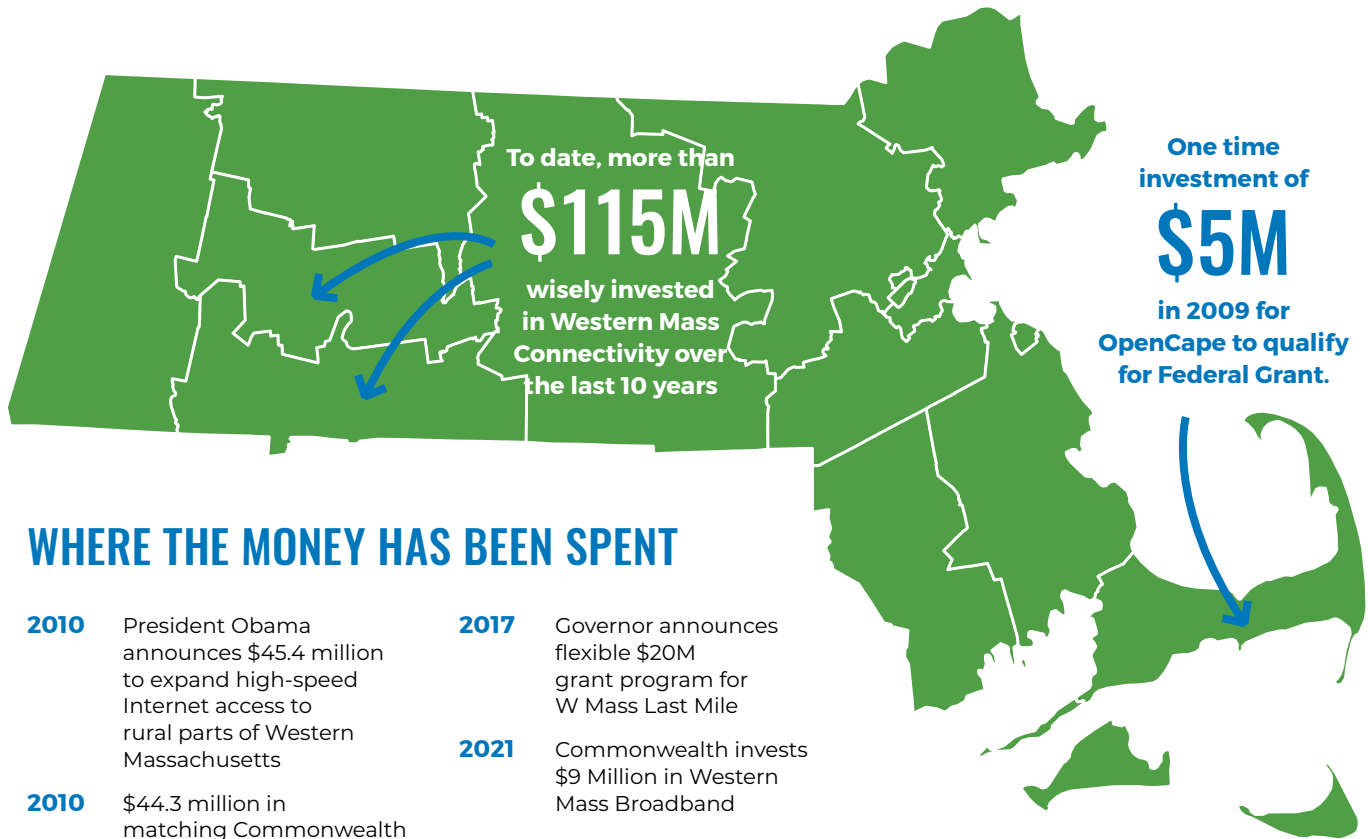 To date, more than
$115M
wisely invested
in Western Mass
Connectivity over
the last 10 years
One time
investment of
$5M
in 2009 for
OpenCape to qualify
for Federal Grant.
WHERE THE MONEY HAS BEEN SPENT
2010 President Obama
announces $45.4 million
to expand high-speed
Internet access to
rural parts of Western
Massachusetts
2010 $44.3 million in
matching Commonwealth
2017 Governor announces
flexible $20M
grant program for
W Mass Last Mile
2021 Commonwealth invests
$9 Million in Western
Mass Broadband